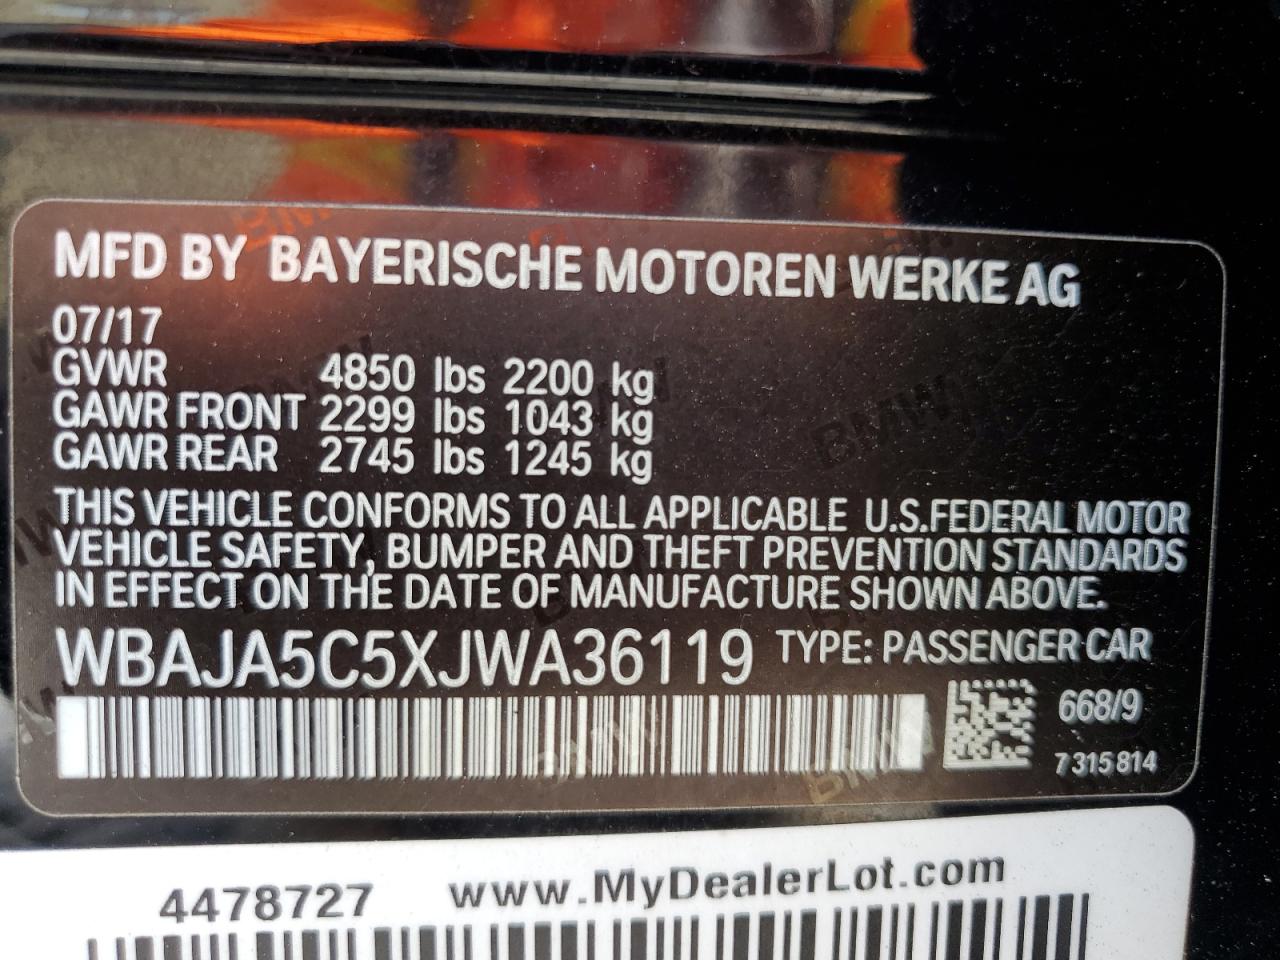 MFD BY BAYERISCHE MOTOREN WERKE AG
07/17
GVWR 4850 lbs 2200 kg
GAWR FRONT 2299 lbs 1043 kg
GAWR REAR 2745 lbs 1245 kg
THIS VEHICLE CONFORMS TO ALL APPLICABLE U.S.FEDERAL MOTOR
VEHICLE SAFETY, BUMPER AND THEFT PREVENTION STANDARDS
IN EFFECT ON THE DATE OF MANUFACTURE SHOWN ABOVE.
WBAJA5C5XJWA36119 TYPE: PASSENGER CAR
668/9
7 315 814
4478727 www.MyDealerLot.com